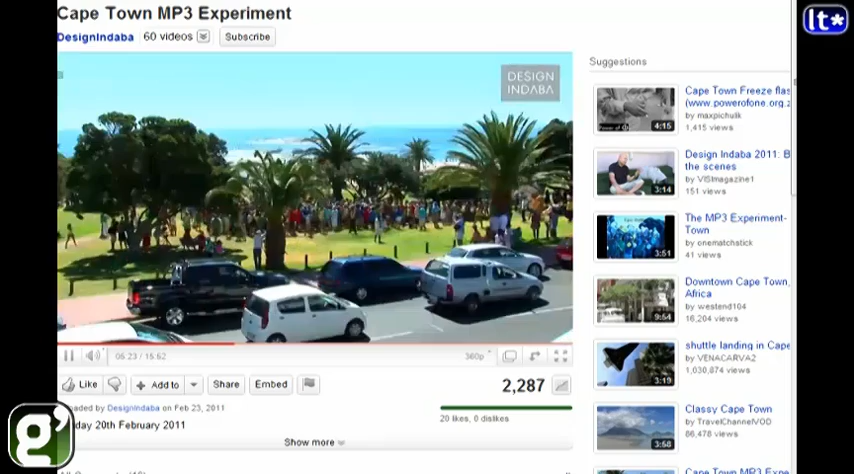 Cape Town MP3 Experiment
DesignIndaba 60 videos Subscribe
lt*
Suggestions
DESIGN
INDABA
Cape Town Freeze flas
(www.powerofone.org.z
by maxpichulik
1,415 views
4:15
Design Indaba 2011: B
the scenes
by VISImagazine1
151 views
3:14
The MP3 Experiment-
Town
by onematchstick
41 views
3:51
Downtown Cape Town,
Africa
by westend104
16,204 views
9:54
shuttle landing in Cape
by VENACARVA2
1,030,874 views
3:19
Classy Cape Town
by TravelChannelVOD
86,478 views
3:58
Cape Town MP3 Expe
06:23 / 15:52
360p
Like Add to Share Embed
2,287
oaded by DesignIndaba on Feb 23, 2011
20 likes, 0 dislikes
day 20th February 2011
Show more
g'